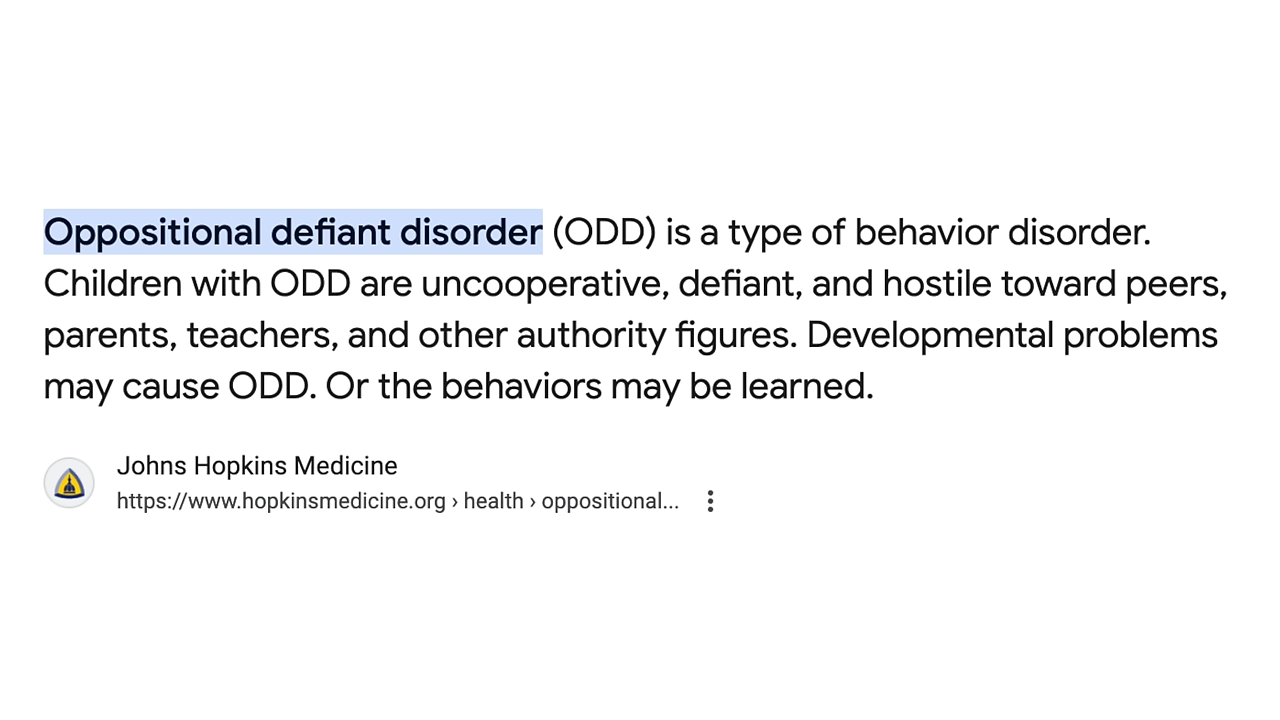 Oppositional defiant disorder (ODD) is a type of behavior disorder.
Children with ODD are uncooperative, defiant, and hostile toward peers,
parents, teachers, and other authority figures. Developmental problems
may cause ODD. Or the behaviors may be learned.
Johns Hopkins Medicine
https://www.hopkinsmedicine.org › health › oppositional...